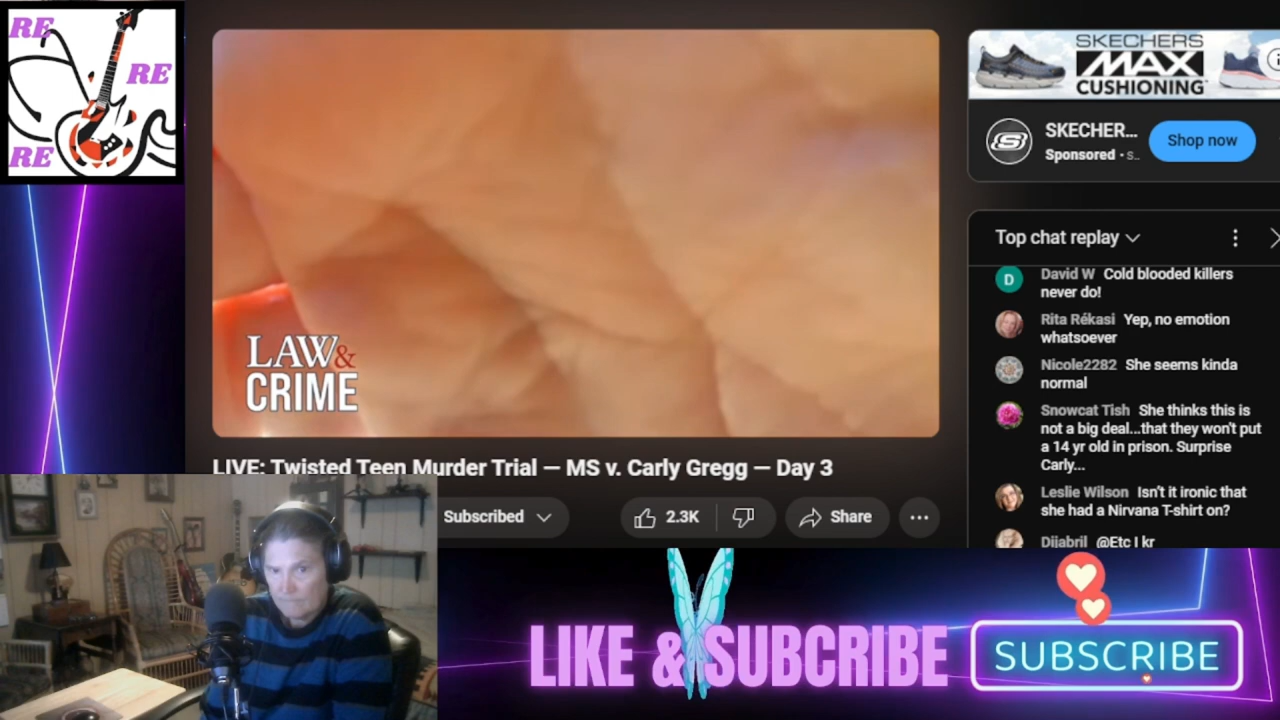 RE
RE
RE
LAW&
CRIME
LIVE: Twisted Teen Murder Trial — MS v. Carly Gregg — Day 3
Subscribed
2.3K
Share
SKECHERS
MAX
CUSHIONING
SKECHER...
Sponsored • s..
Shop now
Top chat replay
D
David W Cold blooded killers
never do!
Rita Rékasi Yep, no emotion
whatsoever
Nicole2282 She seems kinda
normal
Snowcat Tish She thinks this is
not a big deal...that they won't put
a 14 yr old in prison. Surprise
Carly...
Leslie Wilson Isn't it ironic that
she had a Nirvana T-shirt on?
Dijabril @Etc I kr
LIKE & SUBCRIBE
SUBSCRIBE